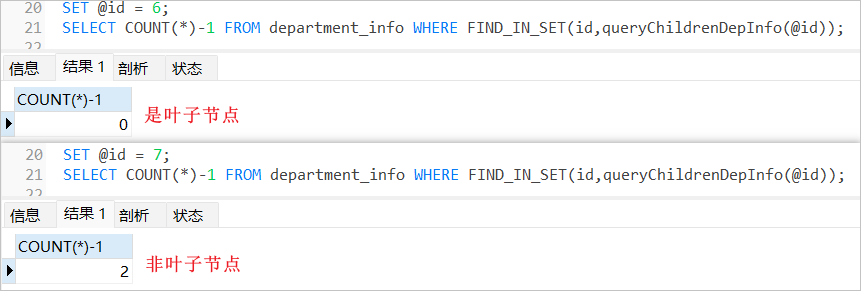 20 SET @id = 6;
21 SELECT COUNT(*)-1 FROM department_info WHERE FIND_IN_SET(id,queryChildrenDepInfo(@id));
22
信息 结果 1 剖析 状态
COUNT(*)-1
0 是叶子节点
20 SET @id = 7;
21 SELECT COUNT(*)-1 FROM department_info WHERE FIND_IN_SET(id,queryChildrenDepInfo(@id));
22
信息 结果 1 剖析 状态
COUNT(*)-1
2 非叶子节点